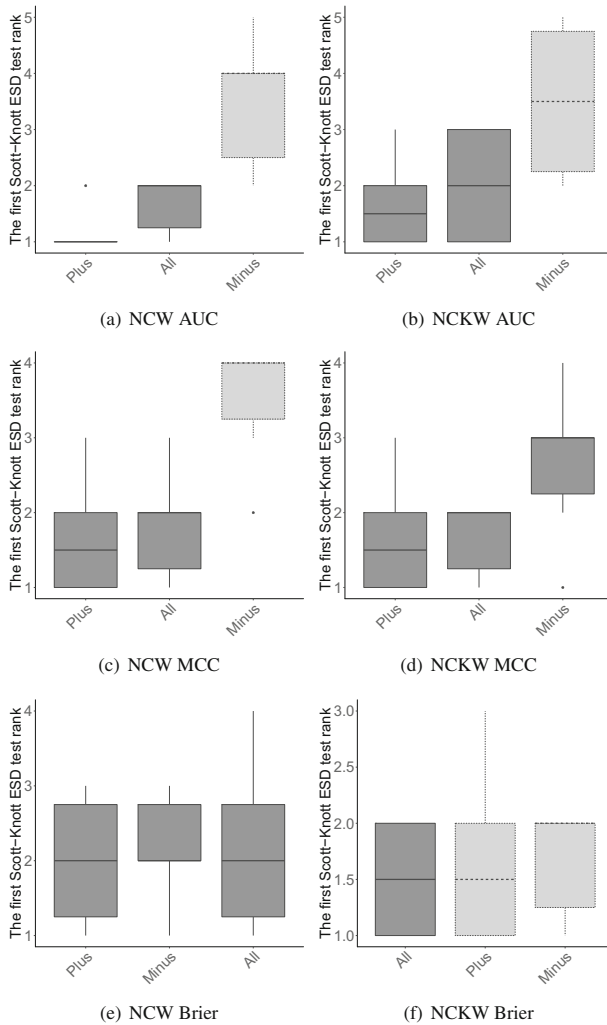 The first Scott-Knott ESD test rank
5
4
3
2
1
Plus
All
Minus
(a) NCW AUC
The first Scott-Knott ESD test rank
5
4
3
2
1
Plus
All
Minus
(b) NCKW AUC
The first Scott-Knott ESD test rank
4
3
2
1
Plus
All
Minus
(c) NCW MCC
The first Scott-Knott ESD test rank
4
3
2
1
Plus
All
Minus
(d) NCKW MCC
The first Scott-Knott ESD test rank
4
3
2
1
Plus
Minus
All
(e) NCW Brier
The first Scott-Knott ESD test rank
3.0
2.5
2.0
1.5
1.0
All
Plus
Minus
(f) NCKW Brier